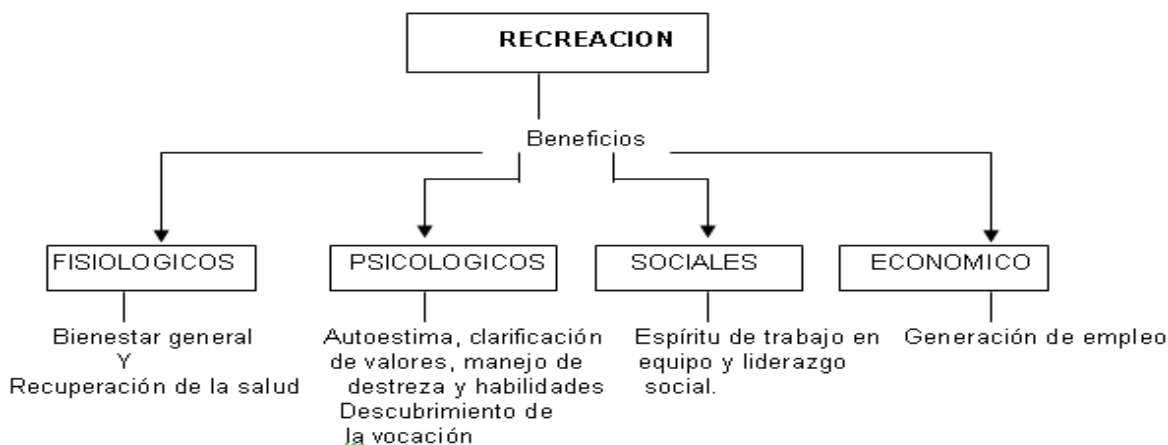 RECREACION
Beneficios
FISIOLOGICOS
Bienestar general
Y
Recuperación de la salud
PSICOLOGICOS
Autoestima, clarificación
de valores, manejo de
destreza y habilidades
Descubrimiento de
la vocación
SOCIALES
Espíritu de trabajo en
equipo y liderazgo
social.
ECONOMICO
Generación de empleo